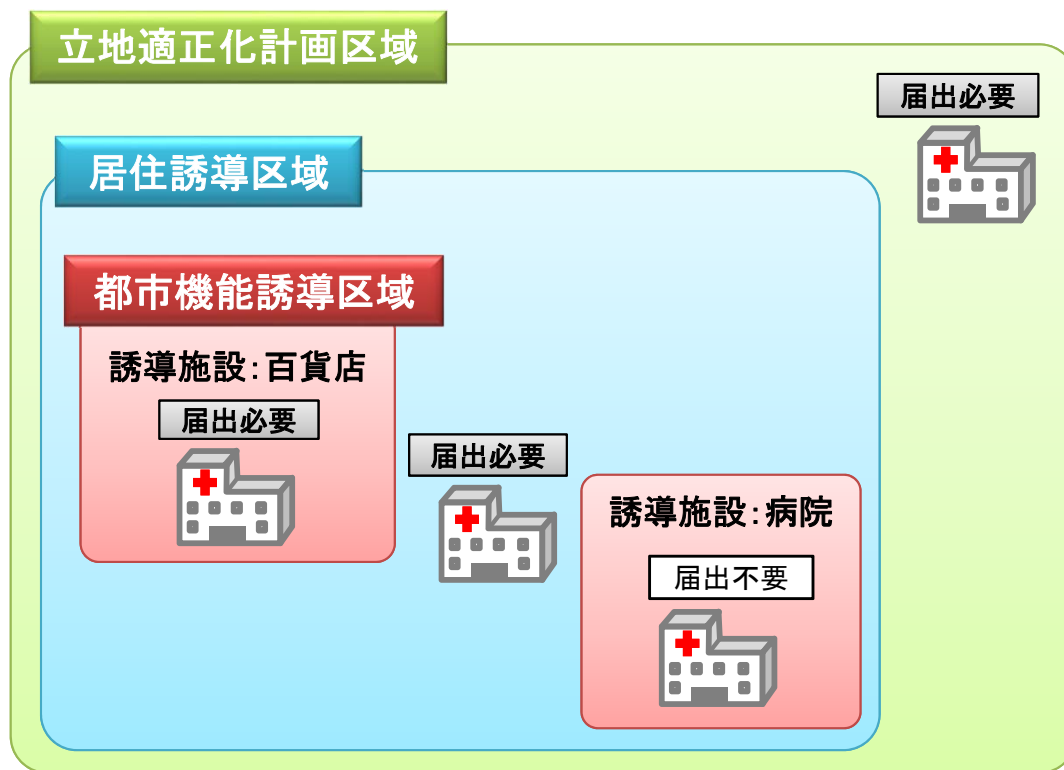 立地適正化計画区域
届出必要
居住誘導区域
都市機能誘導区域
誘導施設：百貨店
届出必要
届出必要
誘導施設：病院
届出不要